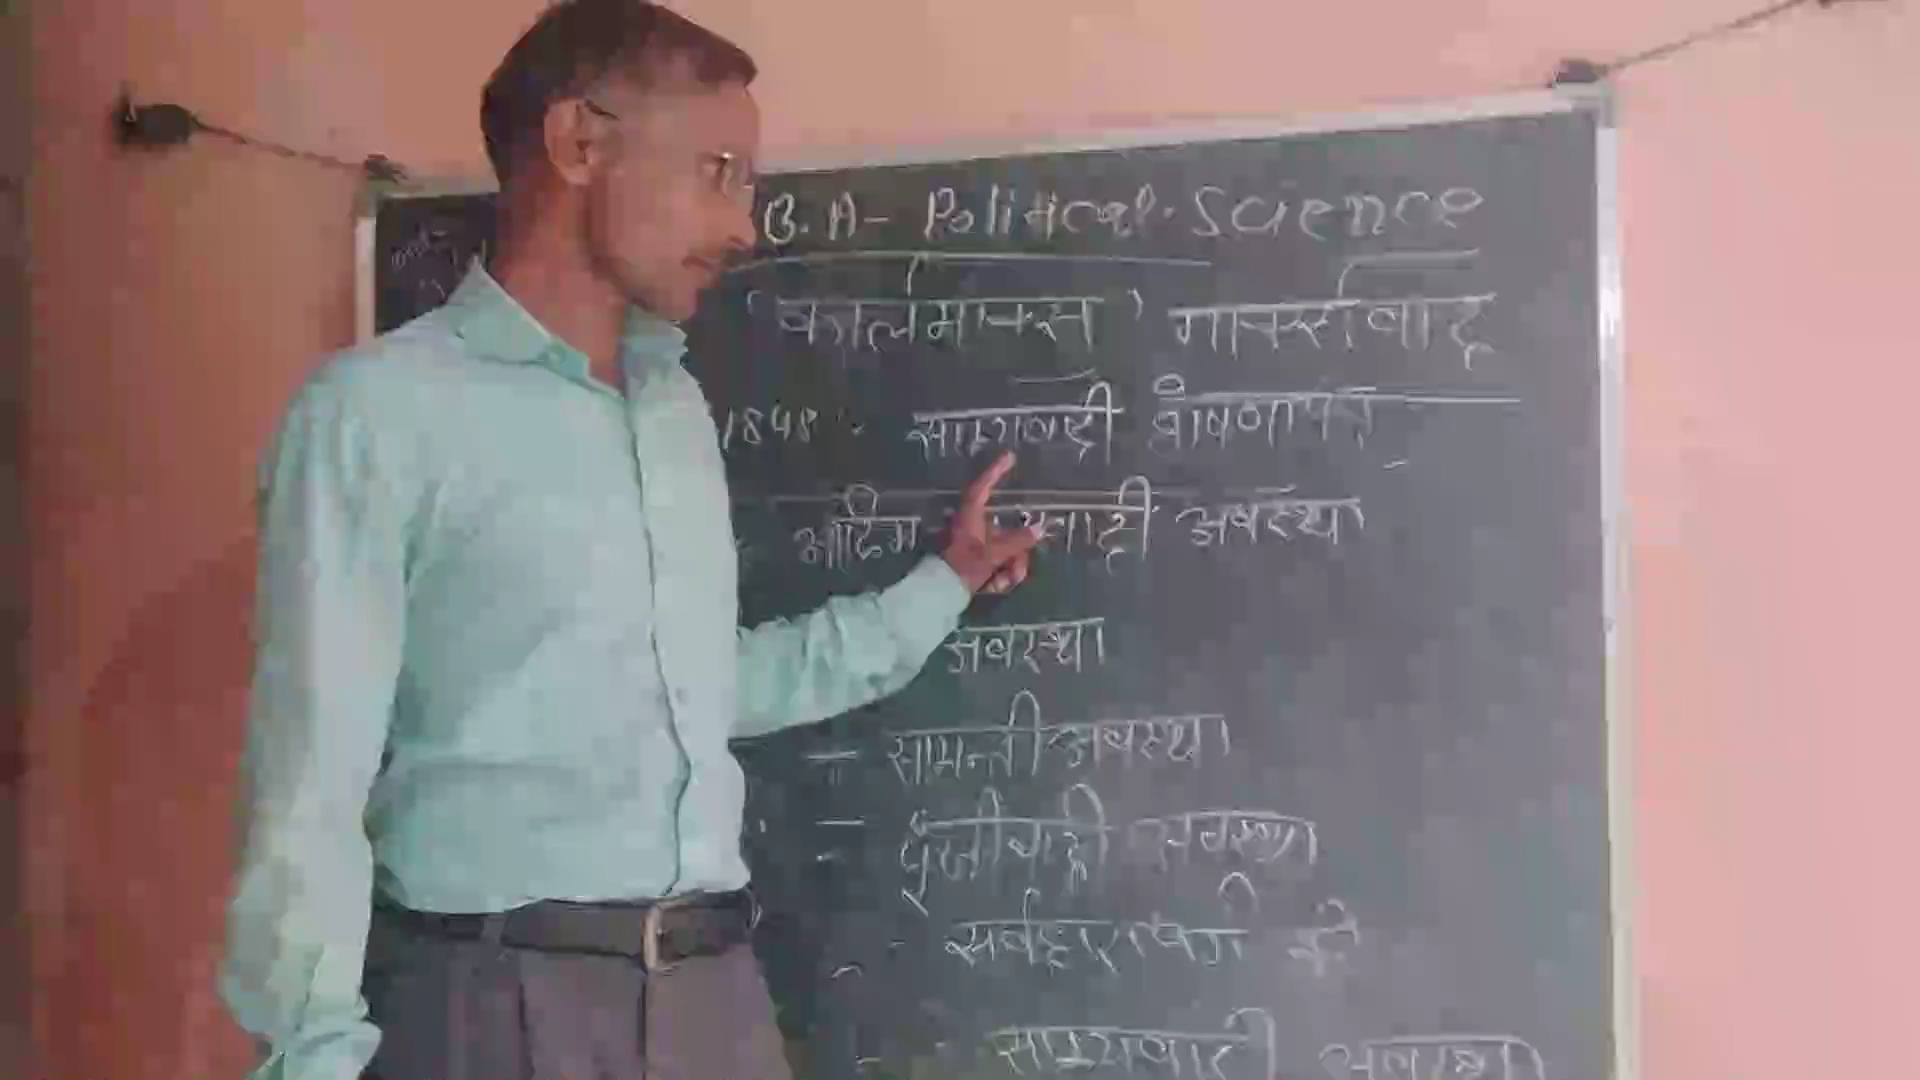 B.A - Political Science
'कार्लमार्क्स' मार्क्सवाद
1848 : साम्यवादी घोषणापत्र
आदिम अवस्था
अवस्था
- सामन्ती अवस्था
- पूंजीवादी अवस्था
सर्वहारा वर्ग की
साम्यवादी अवस्था